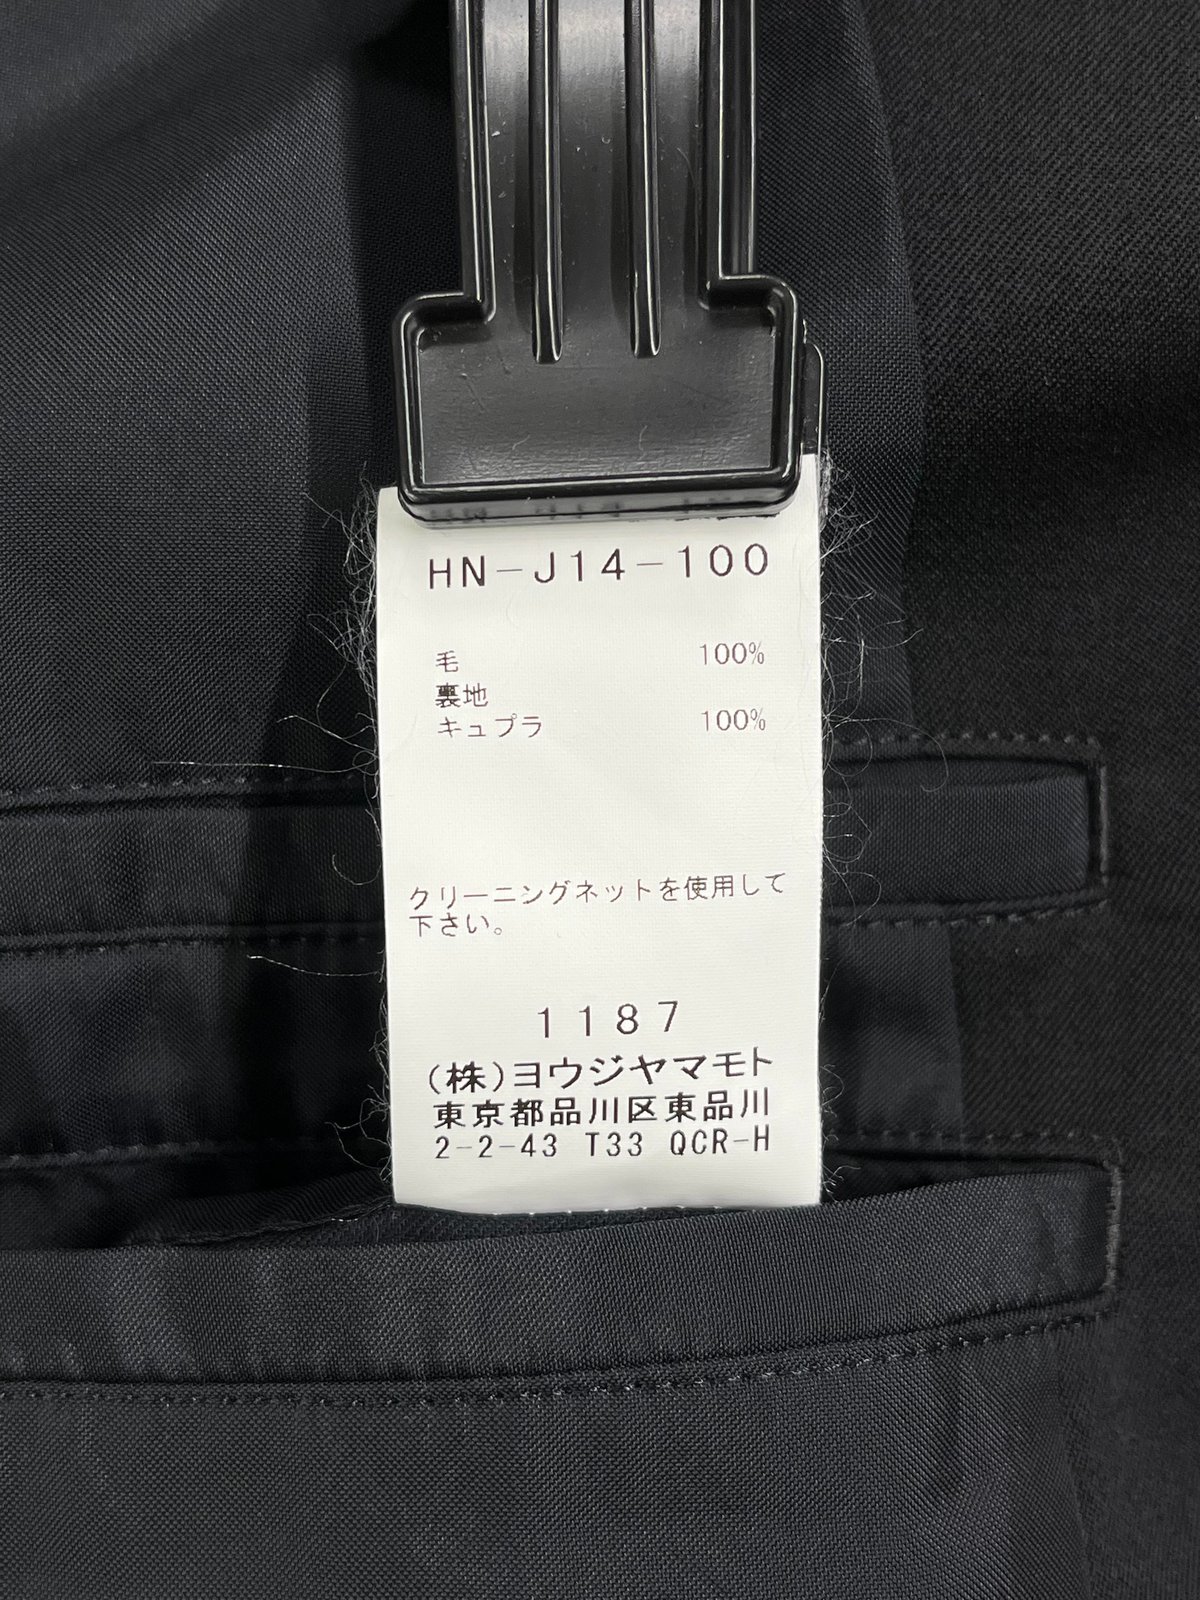 HN-J14-100
毛 100%
裏地
キュプラ 100%
クリーニングネットを使用して
下さい。
1187
(株)ヨウジヤマモト
東京都品川区東品川
2-2-43 T33 QCR-H